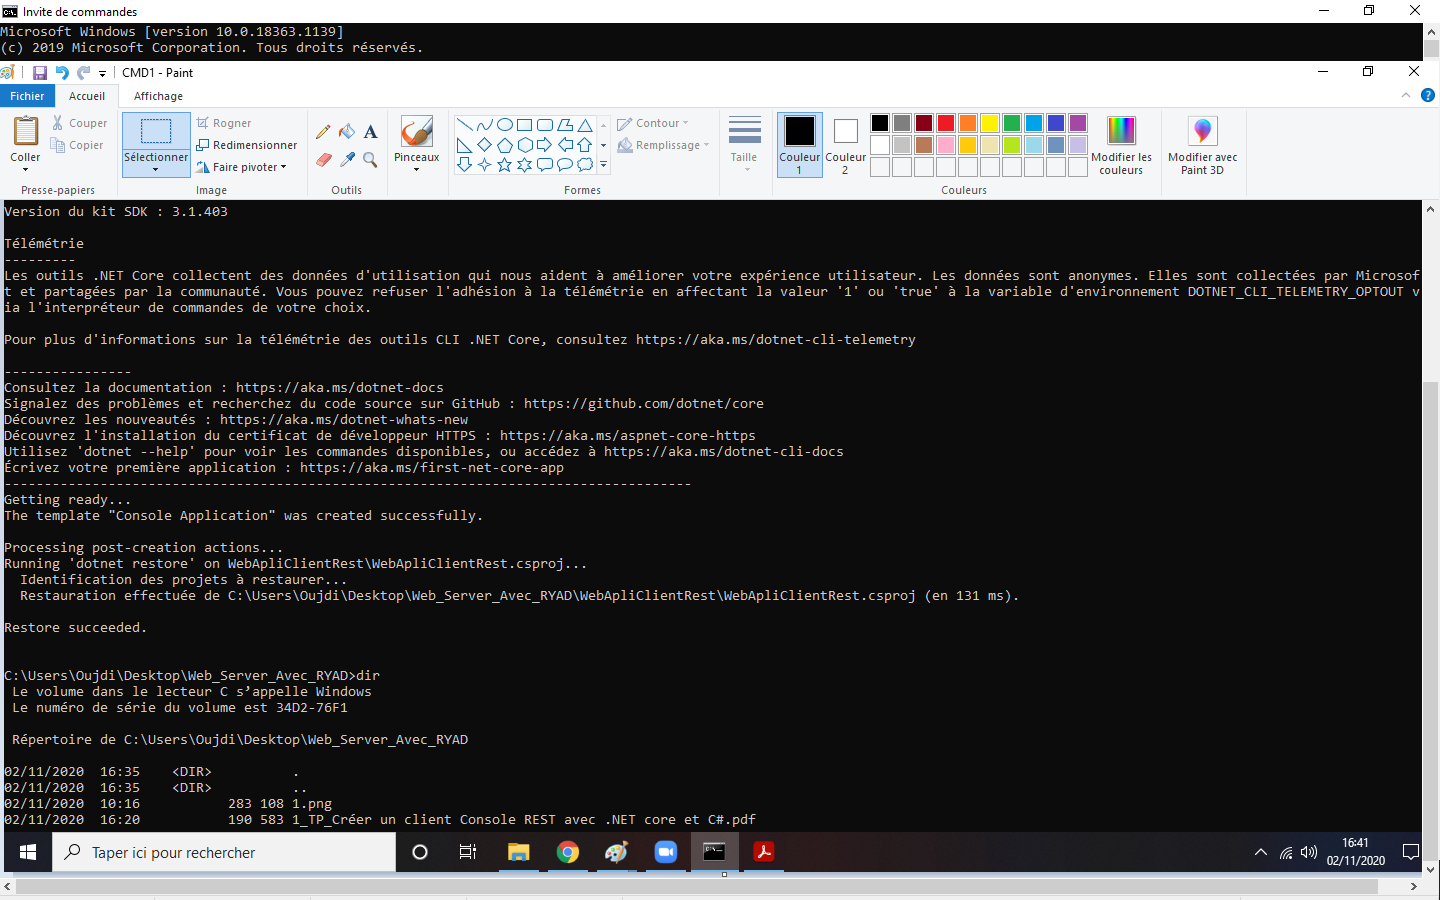 Invite de commandes
Microsoft Windows [version 10.0.18363.1139]
(c) 2019 Microsoft Corporation. Tous droits réservés.
CMD1 - Paint
Fichier
Accueil
Affichage
Coller
Couper
Copier
Presse-papiers
Sélectionner
Rogner
Redimensionner
Faire pivoter
Image
A
Outils
Pinceaux
Contour
Remplissage
Formes
Taille
Couleur 1
Couleur 2
Modifier les couleurs
Couleurs
Modifier avec Paint 3D
Version du kit SDK : 3.1.403
Télémétrie
---------
Les outils .NET Core collectent des données d'utilisation qui nous aident à améliorer votre expérience utilisateur. Les données sont anonymes. Elles sont collectées par Microsof
t et partagées par la communauté. Vous pouvez refuser l'adhésion à la télémétrie en affectant la valeur '1' ou 'true' à la variable d'environnement DOTNET_CLI_TELEMETRY_OPTOUT v
ia l'interpréteur de commandes de votre choix.
Pour plus d'informations sur la télémétrie des outils CLI .NET Core, consultez https://aka.ms/dotnet-cli-telemetry
----------------
Consultez la documentation : https://aka.ms/dotnet-docs
Signalez des problèmes et recherchez du code source sur GitHub : https://github.com/dotnet/core
Découvrez les nouveautés : https://aka.ms/dotnet-whats-new
Découvrez l'installation du certificat de développeur HTTPS : https://aka.ms/aspnet-core-https
Utilisez 'dotnet --help' pour voir les commandes disponibles, ou accédez à https://aka.ms/dotnet-cli-docs
Écrivez votre première application : https://aka.ms/first-net-core-app
--------------------------------------------------------------------------------------
Getting ready...
The template "Console Application" was created successfully.
Processing post-creation actions...
Running 'dotnet restore' on WebApliClientRest\WebApliClientRest.csproj...
Identification des projets à restaurer...
Restauration effectuée de C:\Users\Oujdi\Desktop\Web_Server_Avec_RYAD\WebApliClientRest\WebApliClientRest.csproj (en 131 ms).
Restore succeeded.
C:\Users\Oujdi\Desktop\Web_Server_Avec_RYAD>dir
Le volume dans le lecteur C s’appelle Windows
Le numéro de série du volume est 34D2-76F1
Répertoire de C:\Users\Oujdi\Desktop\Web_Server_Avec_RYAD
02/11/2020  16:35    <DIR>          .
02/11/2020  16:35    <DIR>          ..
02/11/2020  10:16           283 108 1.png
02/11/2020  16:20           190 583 1_TP_Créer un client Console REST avec .NET core et C#.pdf
Taper ici pour rechercher
16:41
02/11/2020